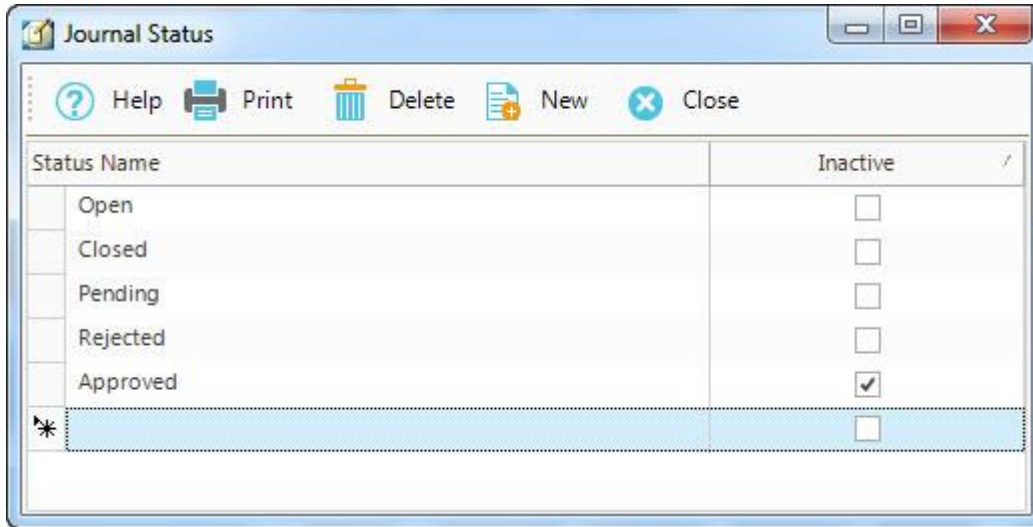 Journal Status
Help Print Delete New Close
Status Name Inactive
Open
Closed
Pending
Rejected
Approved